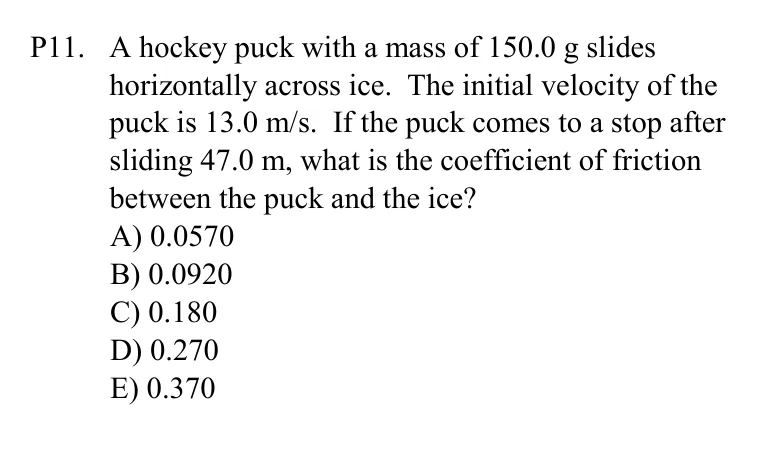 P11. A hockey puck with a mass of 150.0 g slides
horizontally across ice. The initial velocity of the
puck is 13.0 m/s. If the puck comes to a stop after
sliding 47.0 m, what is the coefficient of friction
between the puck and the ice?
A) 0.0570
B) 0.0920
C) 0.180
D) 0.270
E) 0.370